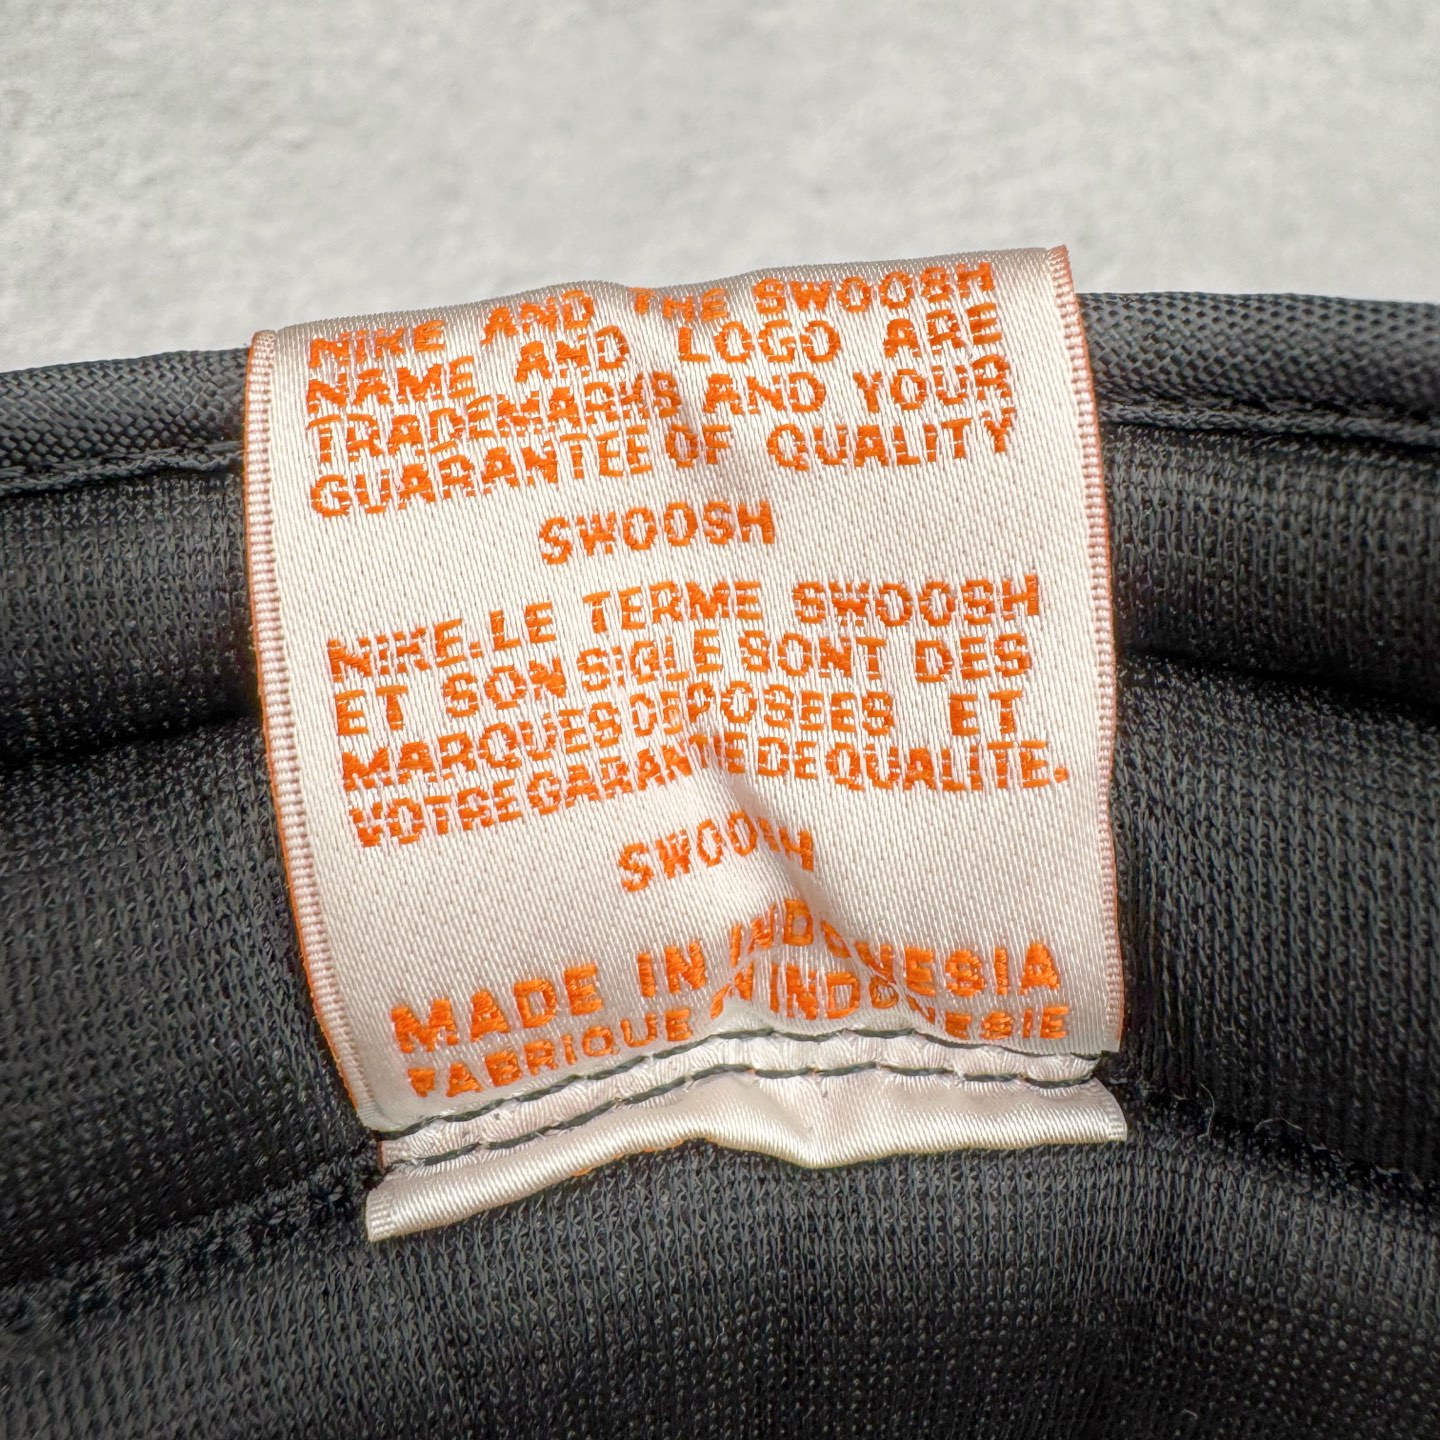 NIKE AND THE SWOOSH
NAME AND LOGO ARE
TRADEMARKS AND YOUR
GUARANTEE OF QUALITY
SWOOSH
NIKE, LE TERME SWOOSH
ET SON SIGLE SONT DES
MARQUES DEPOSEES ET
VOTRE GARANTIE DE QUALITE.
SWOOSH
MADE IN INDONESIA
FABRIQUE EN INDONESIE